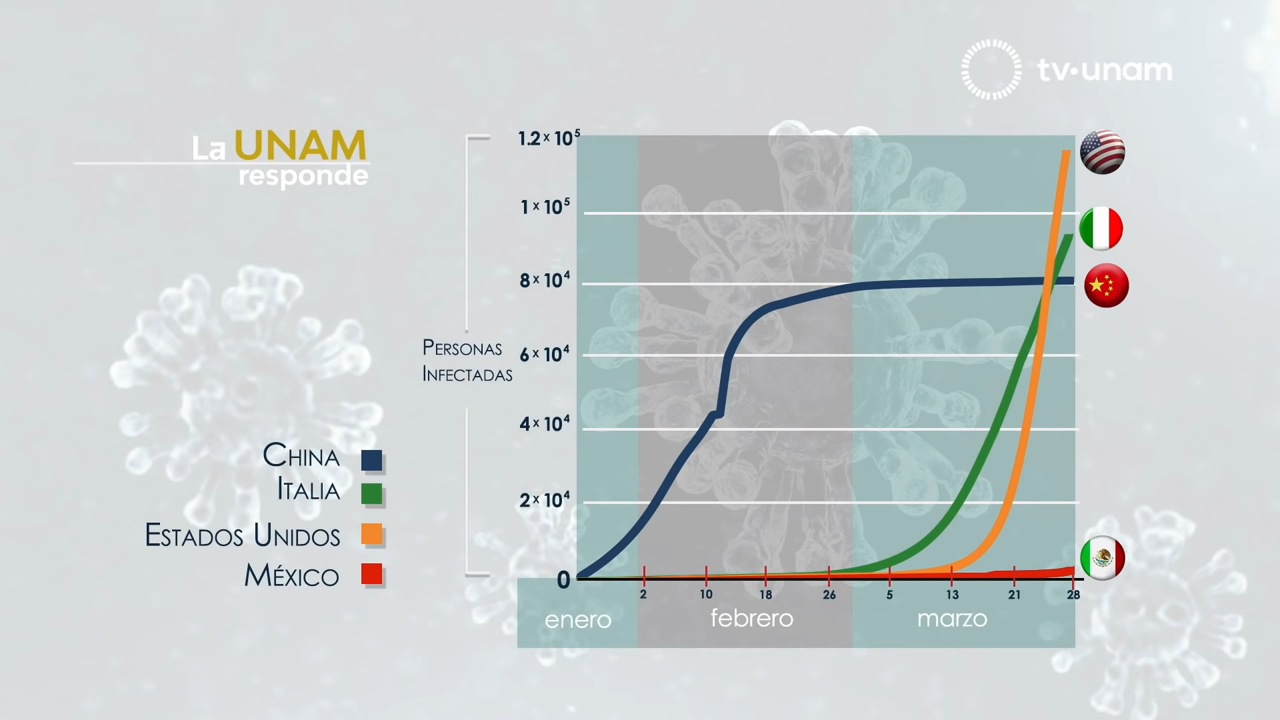 tv·unam
La UNAM
responde
1.2 x 10⁵
1 x 10⁵
8 x 10⁴
6 x 10⁴
4 x 10⁴
2 x 10⁴
0
Personas
Infectadas
China
Italia
Estados Unidos
México
2 10 18 26 5 13 21 28
enero febrero marzo